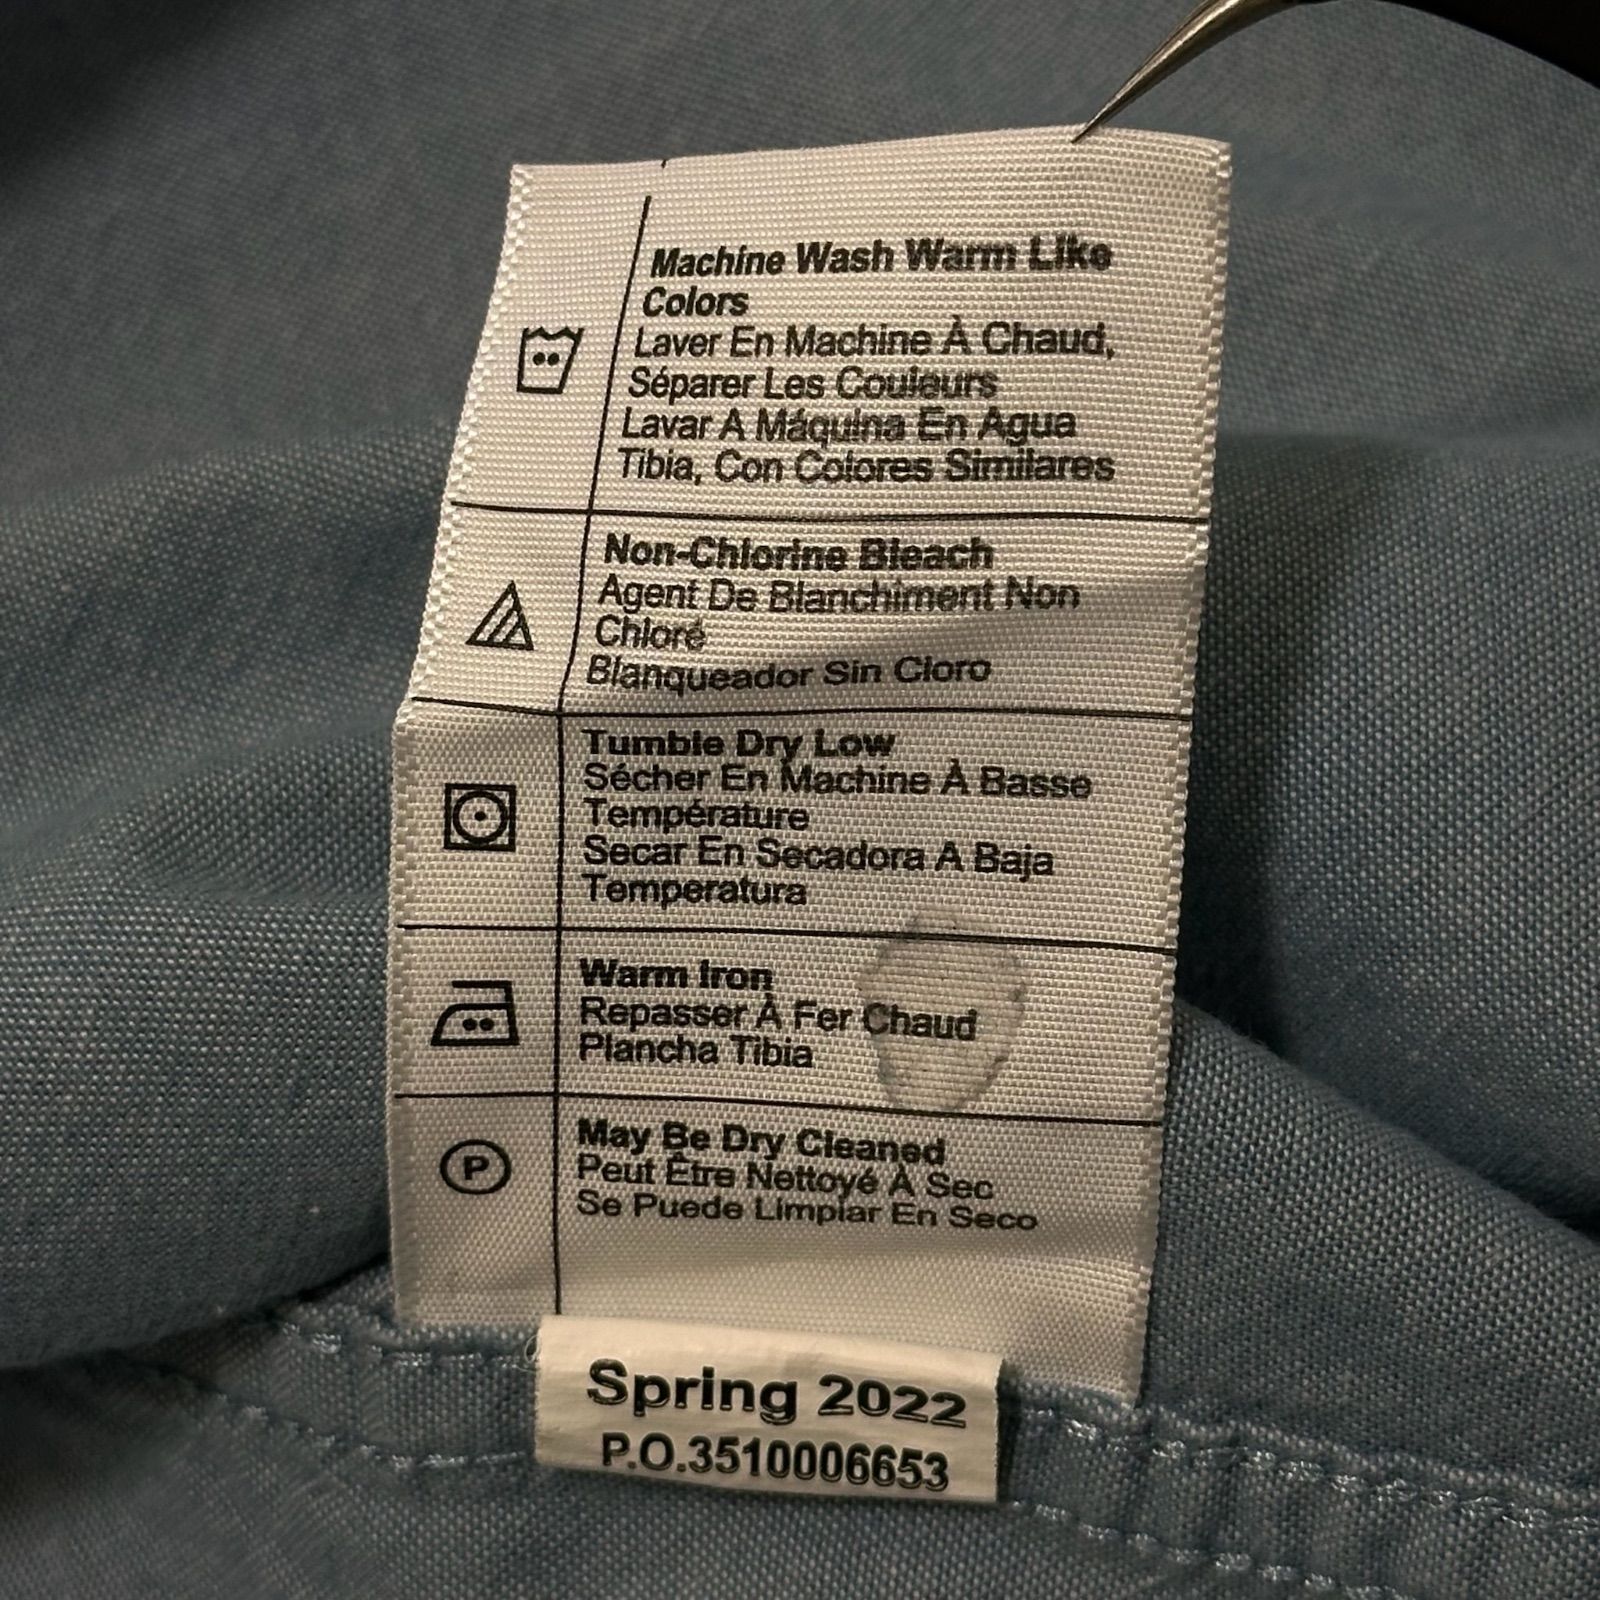 Machine Wash Warm Like
Colors
Laver En Machine À Chaud,
Séparer Les Couleurs
Lavar A Máquina En Agua
Tibia, Con Colores Similares
Non-Chlorine Bleach
Agent De Blanchiment Non
Chloré
Blanqueador Sin Cloro
Tumble Dry Low
Sécher En Machine À Basse
Température
Secar En Secadora A Baja
Temperatura
Warm Iron
Repasser À Fer Chaud
Plancha Tibia
P
May Be Dry Cleaned
Peut Être Nettoyé À Sec
Se Puede Limpiar En Seco
Spring 2022
P.O.3510006653